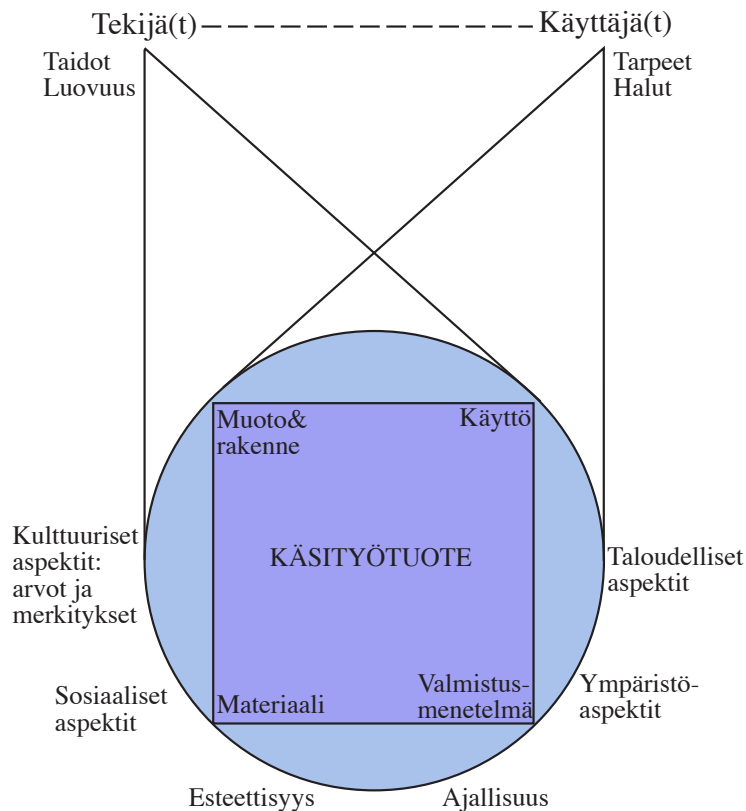 Tekijä(t)
Käyttäjä(t)
Taidot
Luovuus
Tarpeet
Halut
Muoto&
rakenne
Käyttö
Kulttuuriset
aspektit:
arvot ja
merkitykset
KÄSITYÖTUOTE
Taloudelliset
aspektit
Sosiaaliset
aspektit
Materiaali
Valmistus-
menetelmä
Ympäristö-
aspektit
Esteettisyys
Ajallisuus